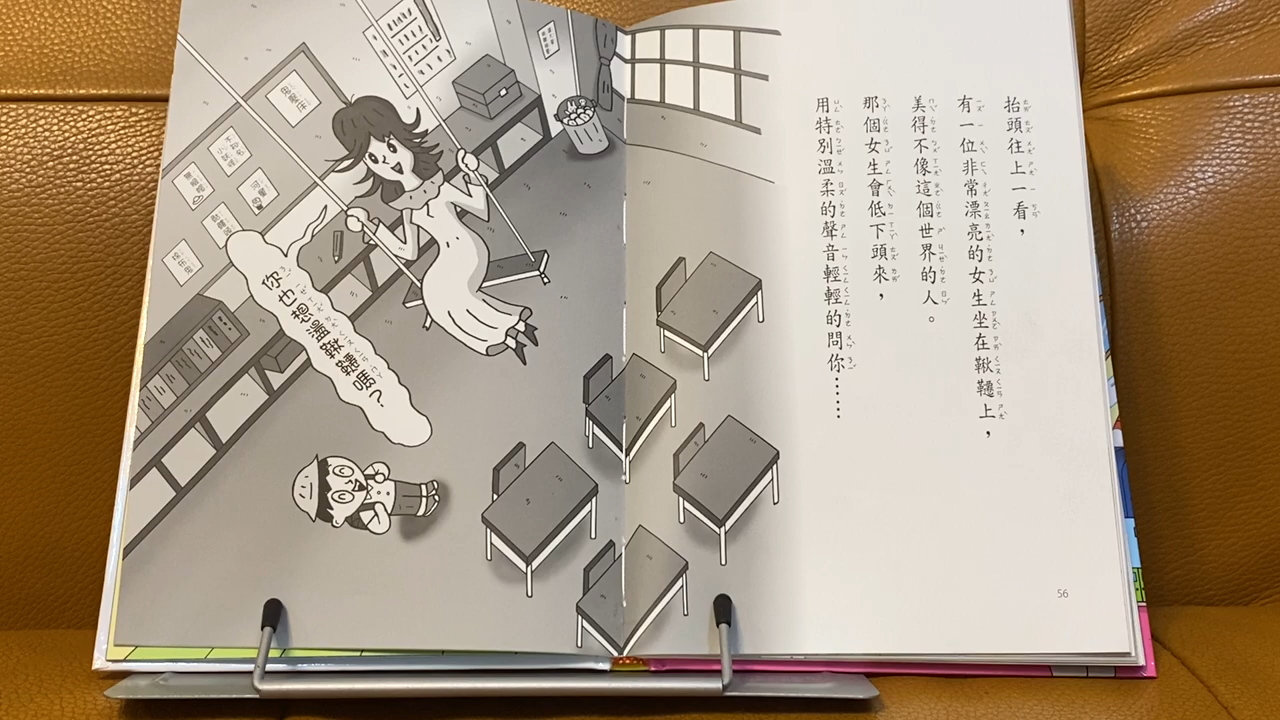 抬頭往上一看，
有一位非常漂亮的女生坐在鞦韆上，
美得不像這個世界的人。
那個女生會低下頭來，
用特別溫柔的聲音輕輕的問你……
56
你也想盪鞦韆嗎？